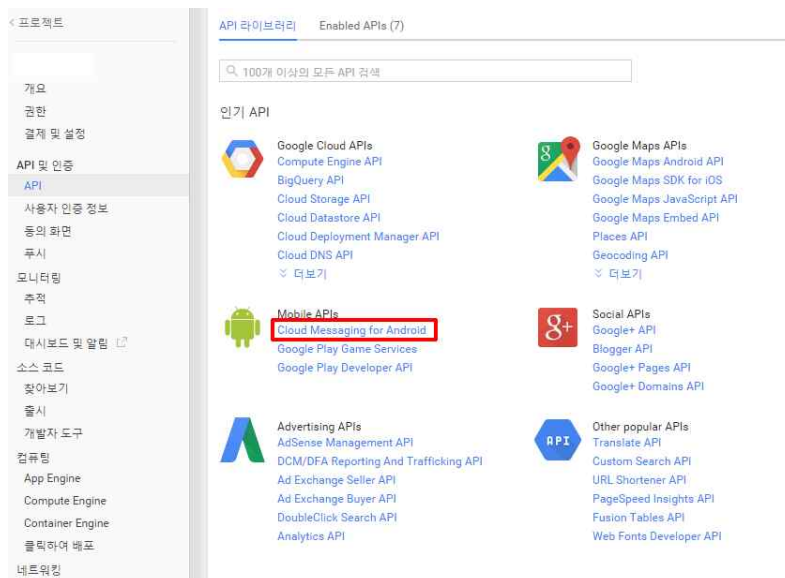 < 프로젝트
개요
권한
결제 및 설정
API 및 인증
API
사용자 인증 정보
동의 화면
푸시
모니터링
추적
로그
대시보드 및 알림
소스 코드
찾아보기
출시
개발자 도구
컴퓨팅
App Engine
Compute Engine
Container Engine
클릭하여 배포
네트워킹
API 라이브러리 Enabled APIs (7)
100개 이상의 모든 API 검색
인기 API
Google Cloud APIs
Compute Engine API
BigQuery API
Cloud Storage API
Cloud Datastore API
Cloud Deployment Manager API
Cloud DNS API
더보기
Google Maps APIs
Google Maps Android API
Google Maps SDK for iOS
Google Maps JavaScript API
Google Maps Embed API
Places API
Geocoding API
더보기
Mobile APIs
Cloud Messaging for Android
Google Play Game Services
Google Play Developer API
8+
Social APIs
Google+ API
Blogger API
Google+ Pages API
Google+ Domains API
Advertising APIs
AdSense Management API
DCM/DFA Reporting And Trafficking API
Ad Exchange Seller API
Ad Exchange Buyer API
DoubleClick Search API
Analytics API
API
Other popular APIs
Translate API
Custom Search API
URL Shortener API
PageSpeed Insights API
Fusion Tables API
Web Fonts Developer API